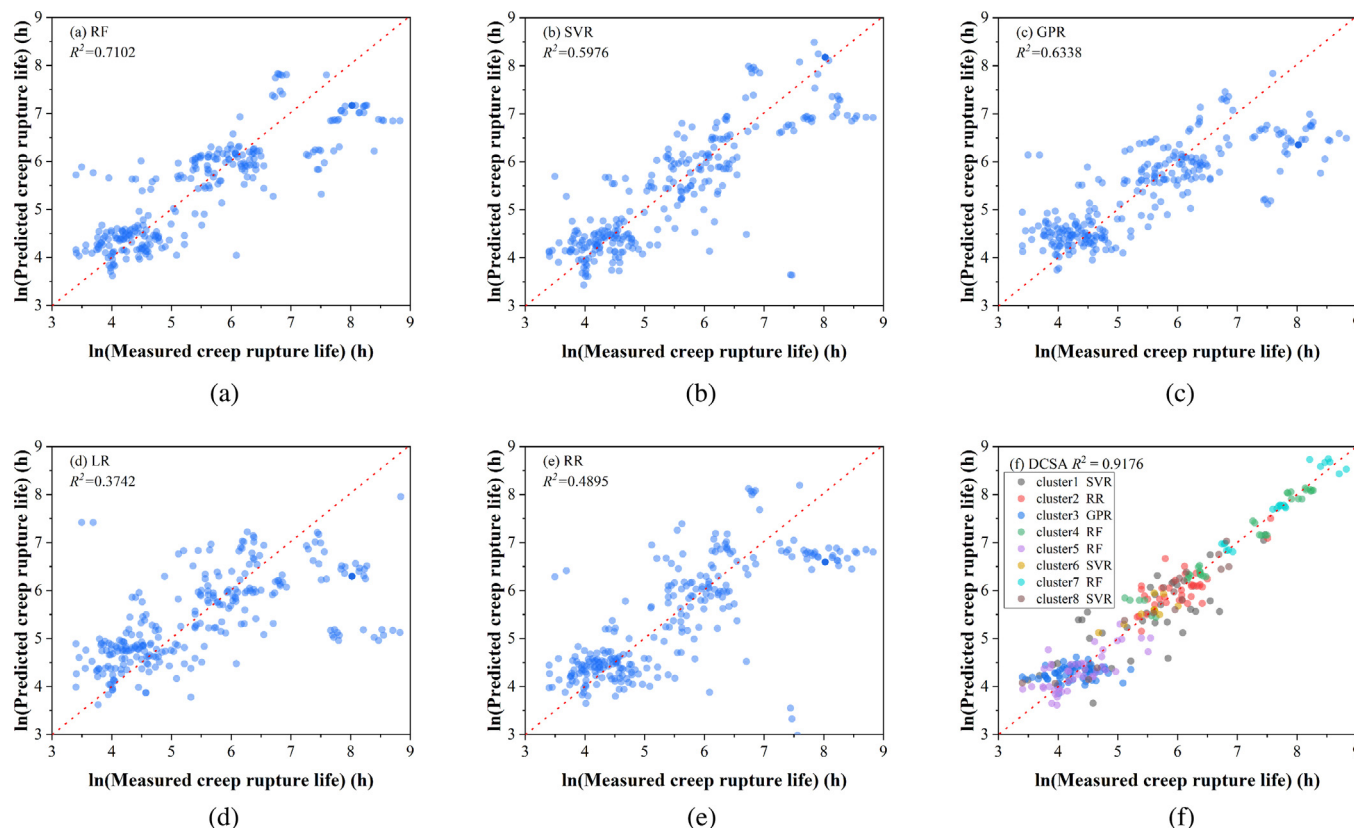 (a) RF
R²=0.7102
ln(Predicted creep rupture life) (h)
9
8
7
6
5
4
3
3 4 5 6 7 8 9
ln(Measured creep rupture life) (h)
(a)
(b) SVR
R²=0.5976
ln(Predicted creep rupture life) (h)
9
8
7
6
5
4
3
3 4 5 6 7 8 9
ln(Measured creep rupture life) (h)
(b)
(c) GPR
R²=0.6338
ln(Predicted creep rupture life) (h)
9
8
7
6
5
4
3
3 4 5 6 7 8 9
ln(Measured creep rupture life) (h)
(c)
(d) LR
R²=0.3742
ln(Predicted creep rupture life) (h)
9
8
7
6
5
4
3
3 4 5 6 7 8 9
ln(Measured creep rupture life) (h)
(d)
(e) RR
R²=0.4895
ln(Predicted creep rupture life) (h)
9
8
7
6
5
4
3
3 4 5 6 7 8 9
ln(Measured creep rupture life) (h)
(e)
(f) DCSA R² = 0.9176
cluster1 SVR
cluster2 RR
cluster3 GPR
cluster4 RF
cluster5 RF
cluster6 SVR
cluster7 RF
cluster8 SVR
ln(Predicted creep rupture life) (h)
9
8
7
6
5
4
3
3 4 5 6 7 8 9
ln(Measured creep rupture life) (h)
(f)